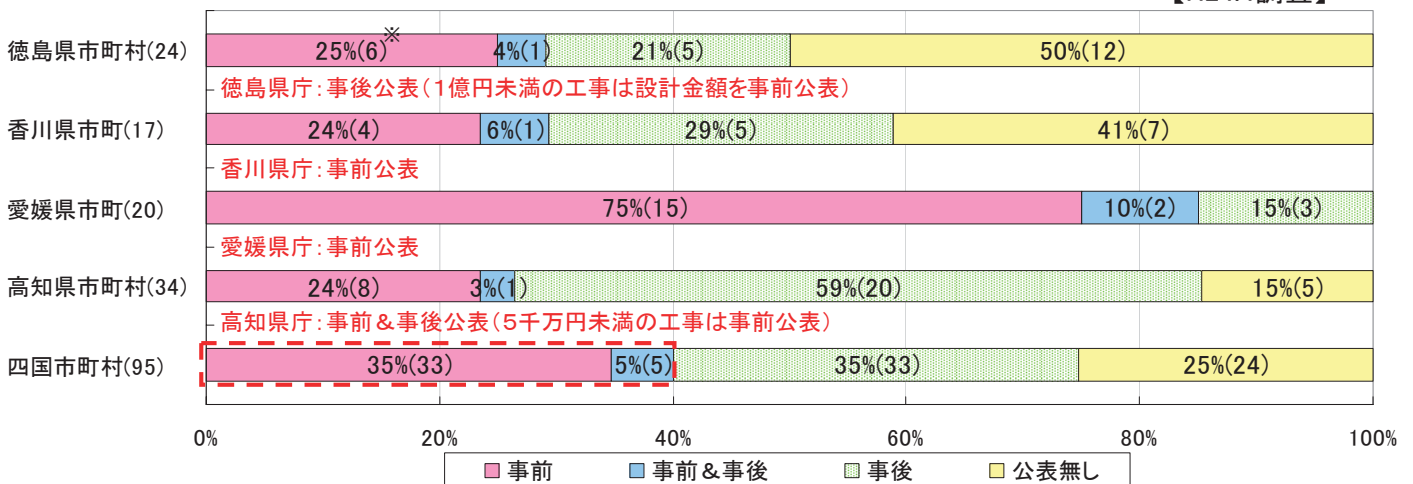 徳島県市町村(24) 25%(6)※ 4%(1) 21%(5) 50%(12)
徳島県庁:事後公表(1億円未満の工事は設計金額を事前公表)
香川県市町(17) 24%(4) 6%(1) 29%(5) 41%(7)
香川県庁:事前公表
愛媛県市町(20) 75%(15) 10%(2) 15%(3)
愛媛県庁:事前公表
高知県市町村(34) 24%(8) 3%(1) 59%(20) 15%(5)
高知県庁:事前&事後公表(5千万円未満の工事は事前公表)
四国市町村(95) 35%(33) 5%(5) 35%(33) 25%(24)
0% 20% 40% 60% 80% 100%
事前 事前&事後 事後 公表無し